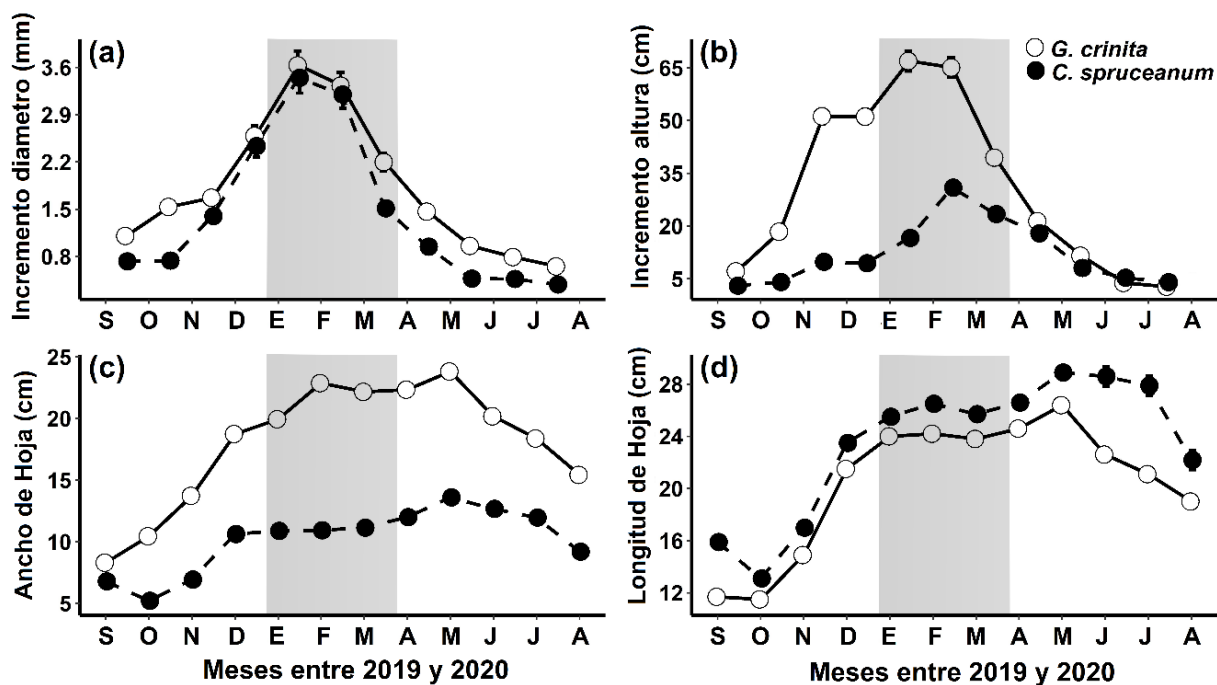 (a)
Incremento diametro (mm)
3.6
2.9
2.2
1.5
0.8
S O N D E F M A M J J A
(b)
Incremento altura (cm)
65
50
35
20
5
S O N D E F M A M J J A
G. crinita
C. spruceanum
(c)
Ancho de Hoja (cm)
25
20
15
10
5
S O N D E F M A M J J A
Meses entre 2019 y 2020
(d)
Longitud de Hoja (cm)
28
24
20
16
12
S O N D E F M A M J J A
Meses entre 2019 y 2020